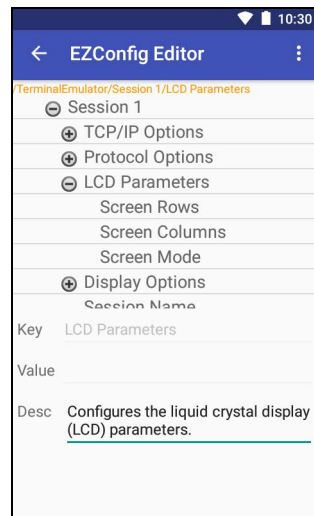 10:30
EZConfig Editor
/TerminalEmulator/Session 1/LCD Parameters
Session 1
TCP/IP Options
Protocol Options
LCD Parameters
Screen Rows
Screen Columns
Screen Mode
Display Options
Session Name
Key LCD Parameters
Value
Desc Configures the liquid crystal display
(LCD) parameters.